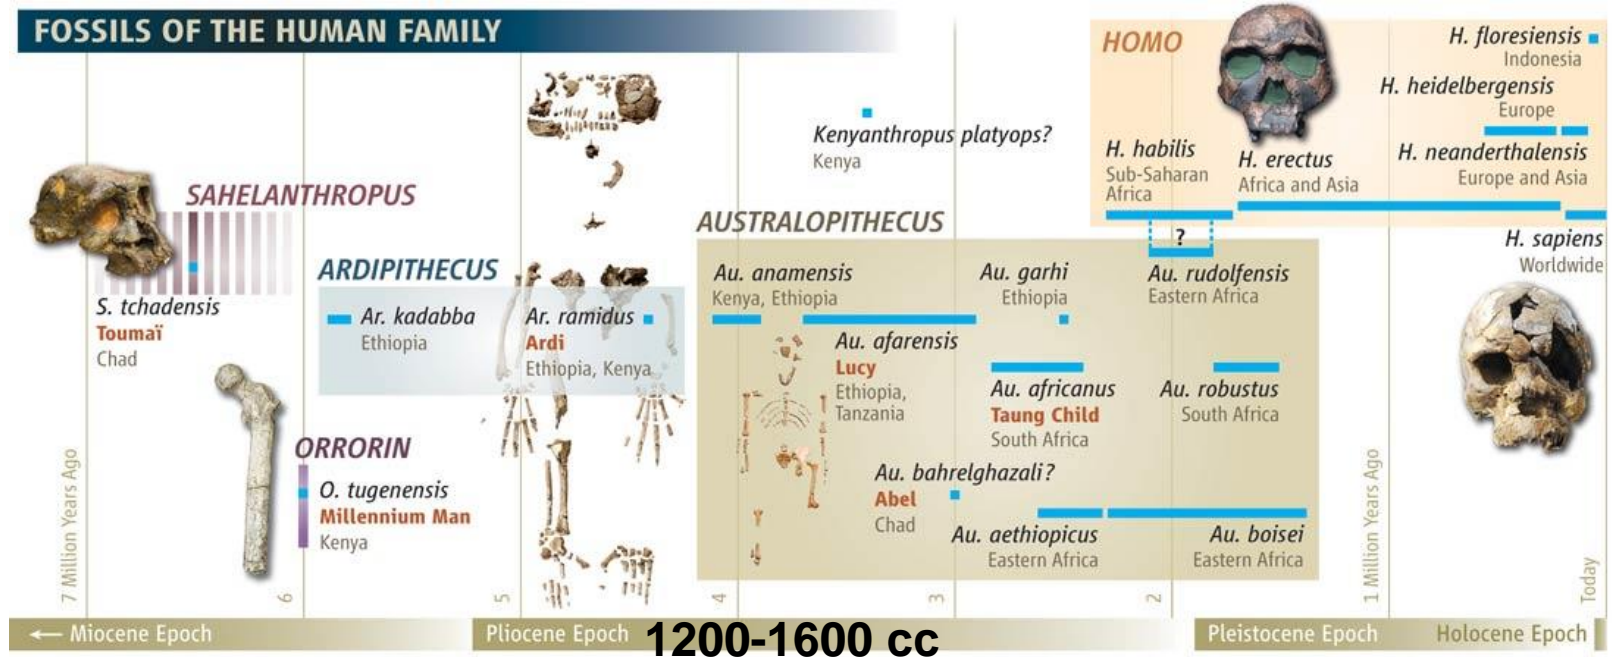 FOSSILS OF THE HUMAN FAMILY
HOMO
H. floresiensis
Indonesia
H. heidelbergensis
Europe
Kenyanthropus platyops?
Kenya
H. habilis
Sub-Saharan
Africa
H. erectus
Africa and Asia
H. neanderthalensis
Europe and Asia
SAHELANTHROPUS
S. tchadensis
Toumaï
Chad
AUSTRALOPITHECUS
?
H. sapiens
Worldwide
ARDIPITHECUS
Ar. kadabba
Ethiopia
Ar. ramidus
Ardi
Ethiopia, Kenya
Au. anamensis
Kenya, Ethiopia
Au. garhi
Ethiopia
Au. rudolfensis
Eastern Africa
Au. afarensis
Lucy
Ethiopia,
Tanzania
Au. africanus
Taung Child
South Africa
Au. robustus
South Africa
ORRORIN
O. tugenensis
Millennium Man
Kenya
Au. bahrelghazali?
Abel
Chad
Au. aethiopicus
Eastern Africa
Au. boisei
Eastern Africa
7 Million Years Ago
6
5
4
3
2
1 Million Years Ago
Today
← Miocene Epoch
Pliocene Epoch
1200-1600 cc
Pleistocene Epoch
Holocene Epoch